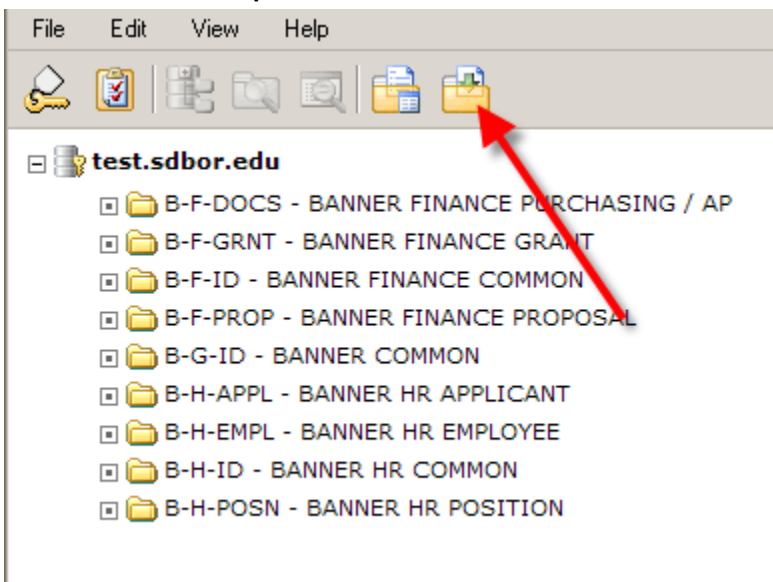 File Edit View Help
test.sdbor.edu
B-F-DOCS - BANNER FINANCE PURCHASING / AP
B-F-GRNT - BANNER FINANCE GRANT
B-F-ID - BANNER FINANCE COMMON
B-F-PROP - BANNER FINANCE PROPOSAL
B-G-ID - BANNER COMMON
B-H-APPL - BANNER HR APPLICANT
B-H-EMPL - BANNER HR EMPLOYEE
B-H-ID - BANNER HR COMMON
B-H-POSN - BANNER HR POSITION